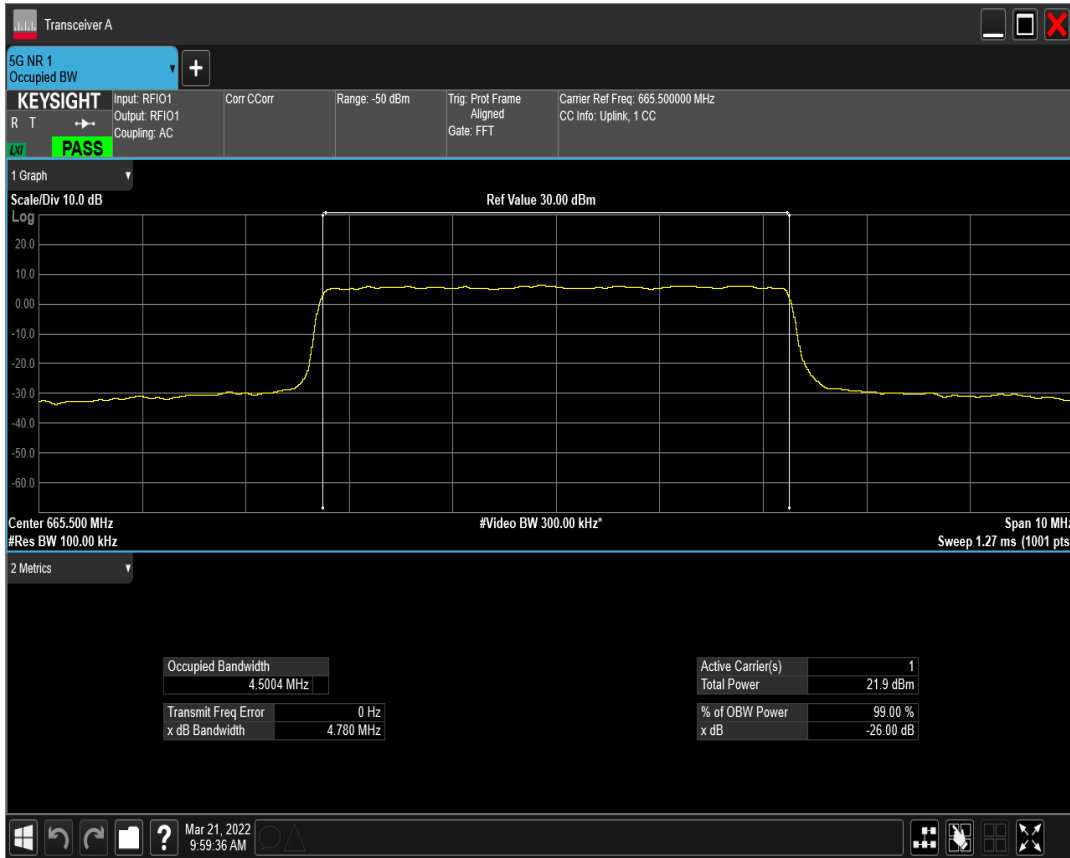 Transceiver A
5G NR 1
Occupied BW
KEYSIGHT
R T
LXI
PASS
Input: RFIO1
Output: RFIO1
Coupling: AC
Corr CCorr
Range: -50 dBm
Trig: Prot Frame
Aligned
Gate: FFT
Carrier Ref Freq: 665.500000 MHz
CC Info: Uplink, 1 CC
1 Graph
Scale/Div 10.0 dB
Ref Value 30.00 dBm
Log
20.0
10.0
0.00
-10.0
-20.0
-30.0
-40.0
-50.0
-60.0
Center 665.500 MHz
#Video BW 300.00 kHz*
Span 10 MHz
#Res BW 100.00 kHz
Sweep 1.27 ms (1001 pts
2 Metrics
Occupied Bandwidth
4.5004 MHz
Transmit Freq Error 0 Hz
x dB Bandwidth 4.780 MHz
Active Carrier(s) 1
Total Power 21.9 dBm
% of OBW Power 99.00 %
x dB -26.00 dB
?
Mar 21, 2022
9:59:36 AM